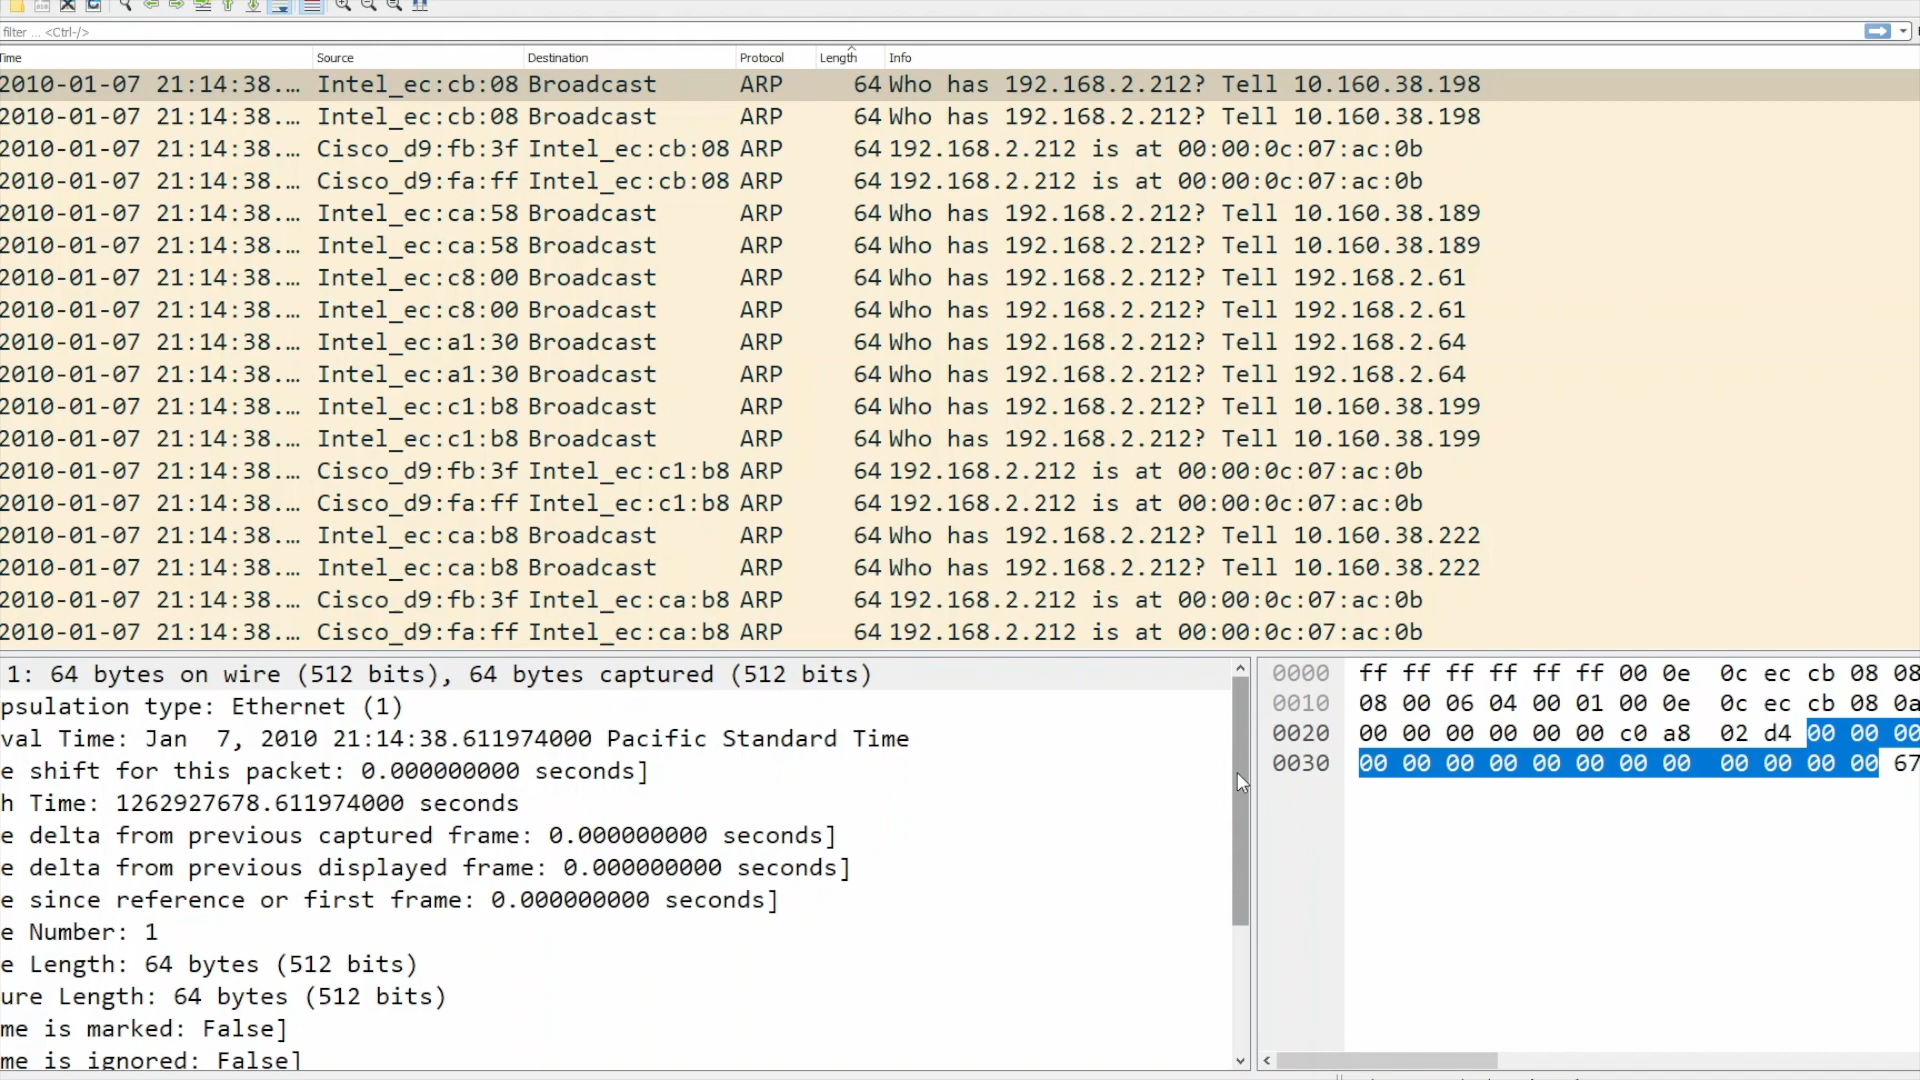 filter ... <Ctrl-/>
Time Source Destination Protocol Length Info
2010-01-07 21:14:38.… Intel_ec:cb:08 Broadcast ARP 64 Who has 192.168.2.212? Tell 10.160.38.198
2010-01-07 21:14:38.… Intel_ec:cb:08 Broadcast ARP 64 Who has 192.168.2.212? Tell 10.160.38.198
2010-01-07 21:14:38.… Cisco_d9:fb:3f Intel_ec:cb:08 ARP 64 192.168.2.212 is at 00:00:0c:07:ac:0b
2010-01-07 21:14:38.… Cisco_d9:fa:ff Intel_ec:cb:08 ARP 64 192.168.2.212 is at 00:00:0c:07:ac:0b
2010-01-07 21:14:38.… Intel_ec:ca:58 Broadcast ARP 64 Who has 192.168.2.212? Tell 10.160.38.189
2010-01-07 21:14:38.… Intel_ec:ca:58 Broadcast ARP 64 Who has 192.168.2.212? Tell 10.160.38.189
2010-01-07 21:14:38.… Intel_ec:c8:00 Broadcast ARP 64 Who has 192.168.2.212? Tell 192.168.2.61
2010-01-07 21:14:38.… Intel_ec:c8:00 Broadcast ARP 64 Who has 192.168.2.212? Tell 192.168.2.61
2010-01-07 21:14:38.… Intel_ec:a1:30 Broadcast ARP 64 Who has 192.168.2.212? Tell 192.168.2.64
2010-01-07 21:14:38.… Intel_ec:a1:30 Broadcast ARP 64 Who has 192.168.2.212? Tell 192.168.2.64
2010-01-07 21:14:38.… Intel_ec:c1:b8 Broadcast ARP 64 Who has 192.168.2.212? Tell 10.160.38.199
2010-01-07 21:14:38.… Intel_ec:c1:b8 Broadcast ARP 64 Who has 192.168.2.212? Tell 10.160.38.199
2010-01-07 21:14:38.… Cisco_d9:fb:3f Intel_ec:c1:b8 ARP 64 192.168.2.212 is at 00:00:0c:07:ac:0b
2010-01-07 21:14:38.… Cisco_d9:fa:ff Intel_ec:c1:b8 ARP 64 192.168.2.212 is at 00:00:0c:07:ac:0b
2010-01-07 21:14:38.… Intel_ec:ca:b8 Broadcast ARP 64 Who has 192.168.2.212? Tell 10.160.38.222
2010-01-07 21:14:38.… Intel_ec:ca:b8 Broadcast ARP 64 Who has 192.168.2.212? Tell 10.160.38.222
2010-01-07 21:14:38.… Cisco_d9:fb:3f Intel_ec:ca:b8 ARP 64 192.168.2.212 is at 00:00:0c:07:ac:0b
2010-01-07 21:14:38.… Cisco_d9:fa:ff Intel_ec:ca:b8 ARP 64 192.168.2.212 is at 00:00:0c:07:ac:0b
1: 64 bytes on wire (512 bits), 64 bytes captured (512 bits)
psulation type: Ethernet (1)
val Time: Jan  7, 2010 21:14:38.611974000 Pacific Standard Time
e shift for this packet: 0.000000000 seconds]
h Time: 1262927678.611974000 seconds
e delta from previous captured frame: 0.000000000 seconds]
e delta from previous displayed frame: 0.000000000 seconds]
e since reference or first frame: 0.000000000 seconds]
e Number: 1
e Length: 64 bytes (512 bits)
ure Length: 64 bytes (512 bits)
me is marked: False]
me is ignored: False]
0000 ff ff ff ff ff ff 00 0e 0c ec cb 08 08
0010 08 00 06 04 00 01 00 0e 0c ec cb 08 0a
0020 00 00 00 00 00 00 c0 a8 02 d4 00 00 00
0030 00 00 00 00 00 00 00 00 00 00 00 00 67